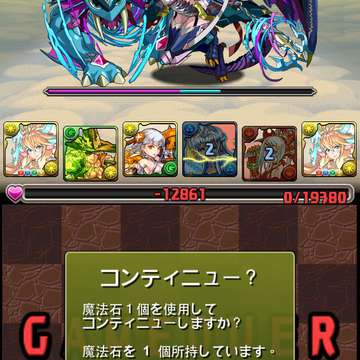 2
2
-12861
0/19380
コンティニュー？
魔法石１個を使用して
コンティニューしますか？
魔法石を 1 個所持しています。